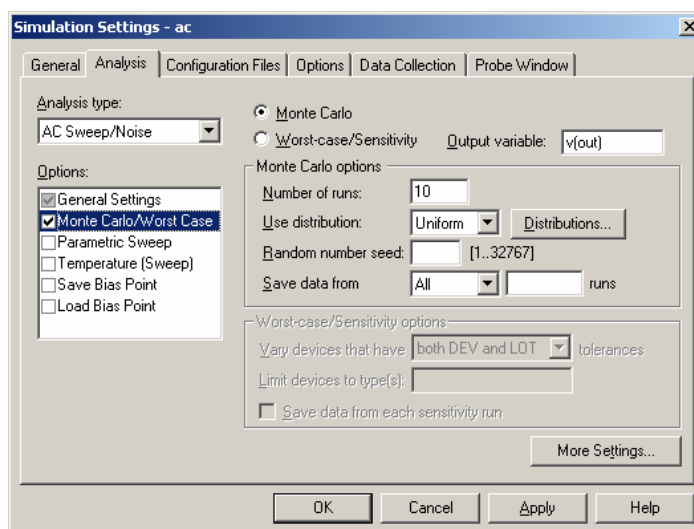 Simulation Settings - ac
General Analysis Configuration Files Options Data Collection Probe Window
Analysis type:
AC Sweep/Noise
Options:
General Settings
Monte Carlo/Worst Case
Parametric Sweep
Temperature (Sweep)
Save Bias Point
Load Bias Point
Monte Carlo
Worst-case/Sensitivity Output variable: v(out)
Monte Carlo options
Number of runs: 10
Use distribution: Uniform Distributions...
Random number seed: [1..32767]
Save data from All runs
Worst-case/Sensitivity options
Vary devices that have both DEV and LOT tolerances
Limit devices to type(s):
Save data from each sensitivity run
More Settings...
OK Cancel Apply Help